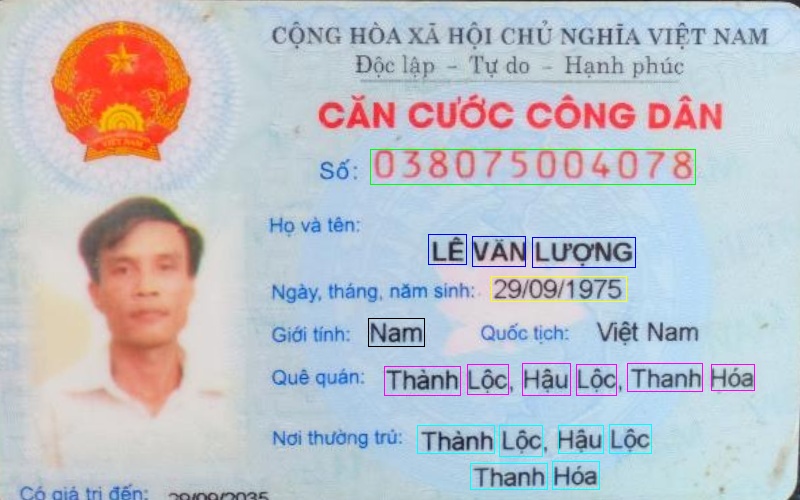 CỘNG HÒA XÃ HỘI CHỦ NGHĨA VIỆT NAM
Độc lập - Tự do - Hạnh phúc
CĂN CƯỚC CÔNG DÂN
Số: 038075004078
Họ và tên:
LÊ VĂN LƯỢNG
Ngày, tháng, năm sinh: 29/09/1975
Giới tính: Nam Quốc tịch: Việt Nam
Quê quán: Thành Lộc, Hậu Lộc, Thanh Hóa
Nơi thường trú: Thành Lộc, Hậu Lộc
Thanh Hóa
Có giá trị đến: 29/09/2035
VIỆT NAM